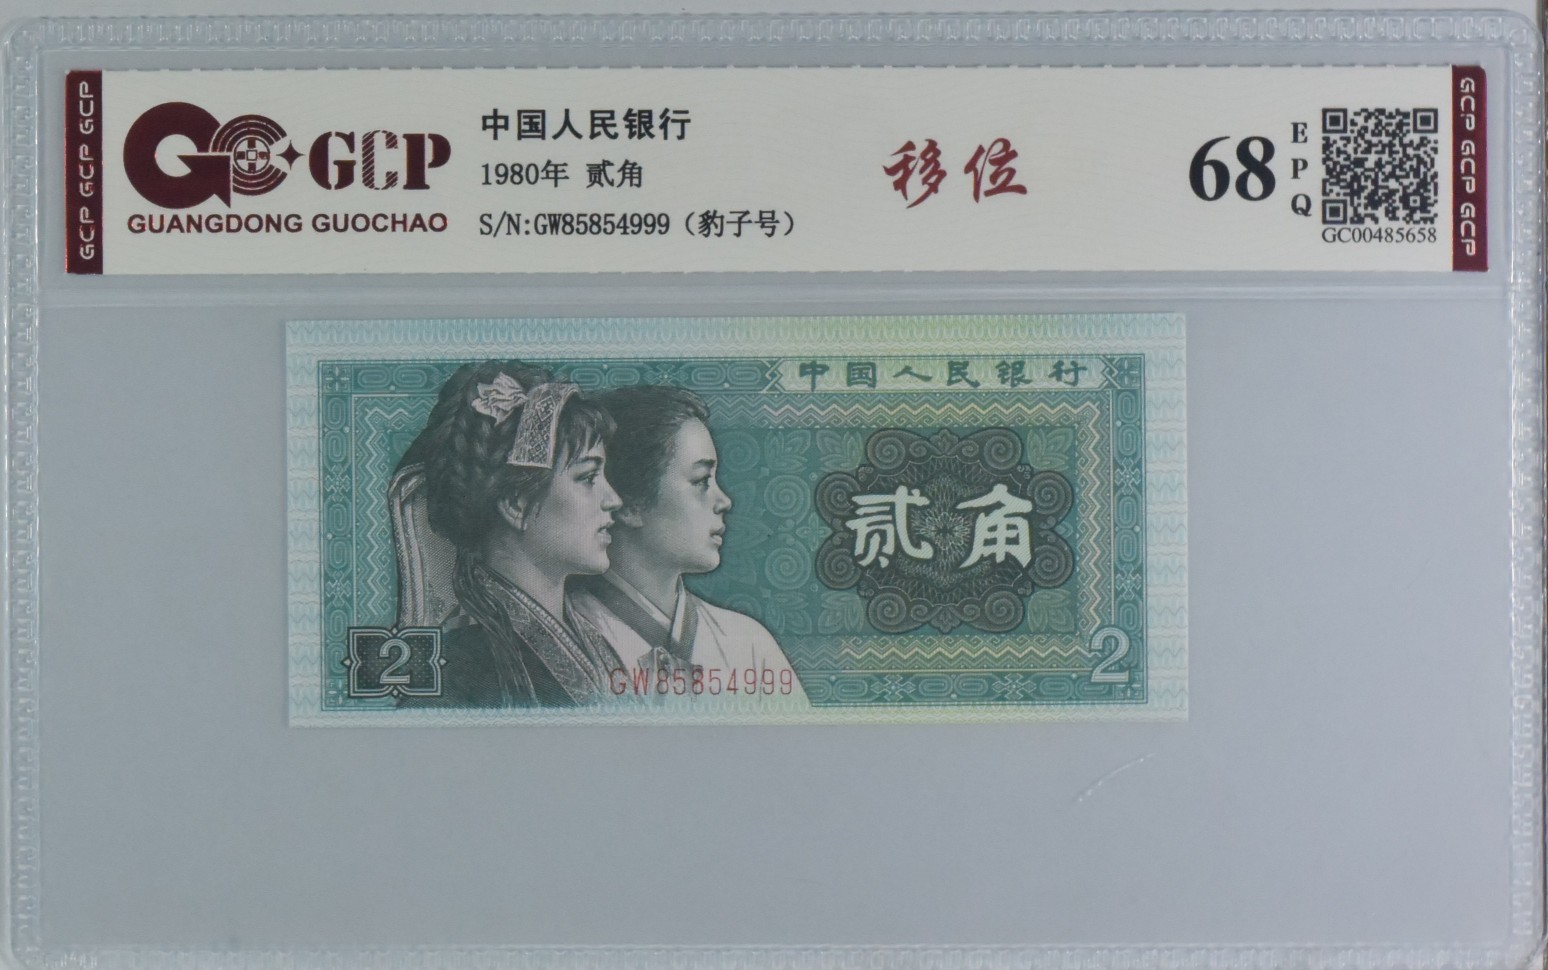 GCP GCP GCP
GCP
GUANGDONG GUOCHAO
中国人民银行
1980年 贰角
S/N:GW85854999（豹子号）
移位
68
E
P
Q
GC00485658
GCP GCP GCP
中国人民银行
贰角
2
2
GW85854999